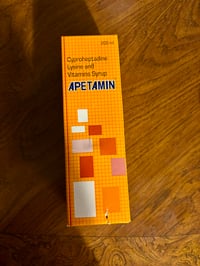 200 ml
Cyproheptadine
Lysine and
Vitamins Syrup
APETAMIN